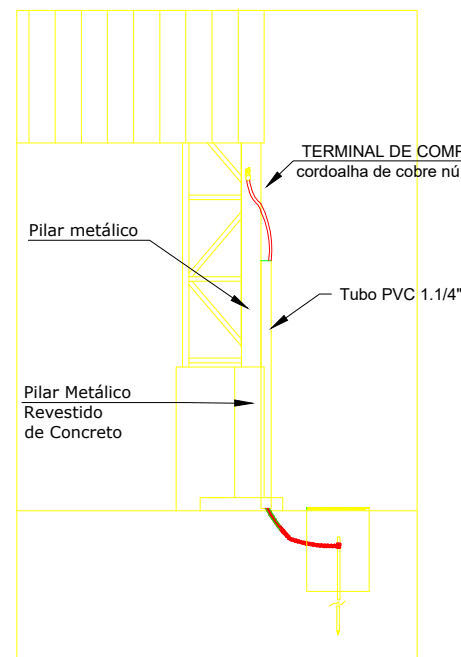 TERMINAL DE COMP
cordoalha de cobre nú
Pilar metálico
Tubo PVC 1.1/4"
Pilar Metálico
Revestido
de Concreto